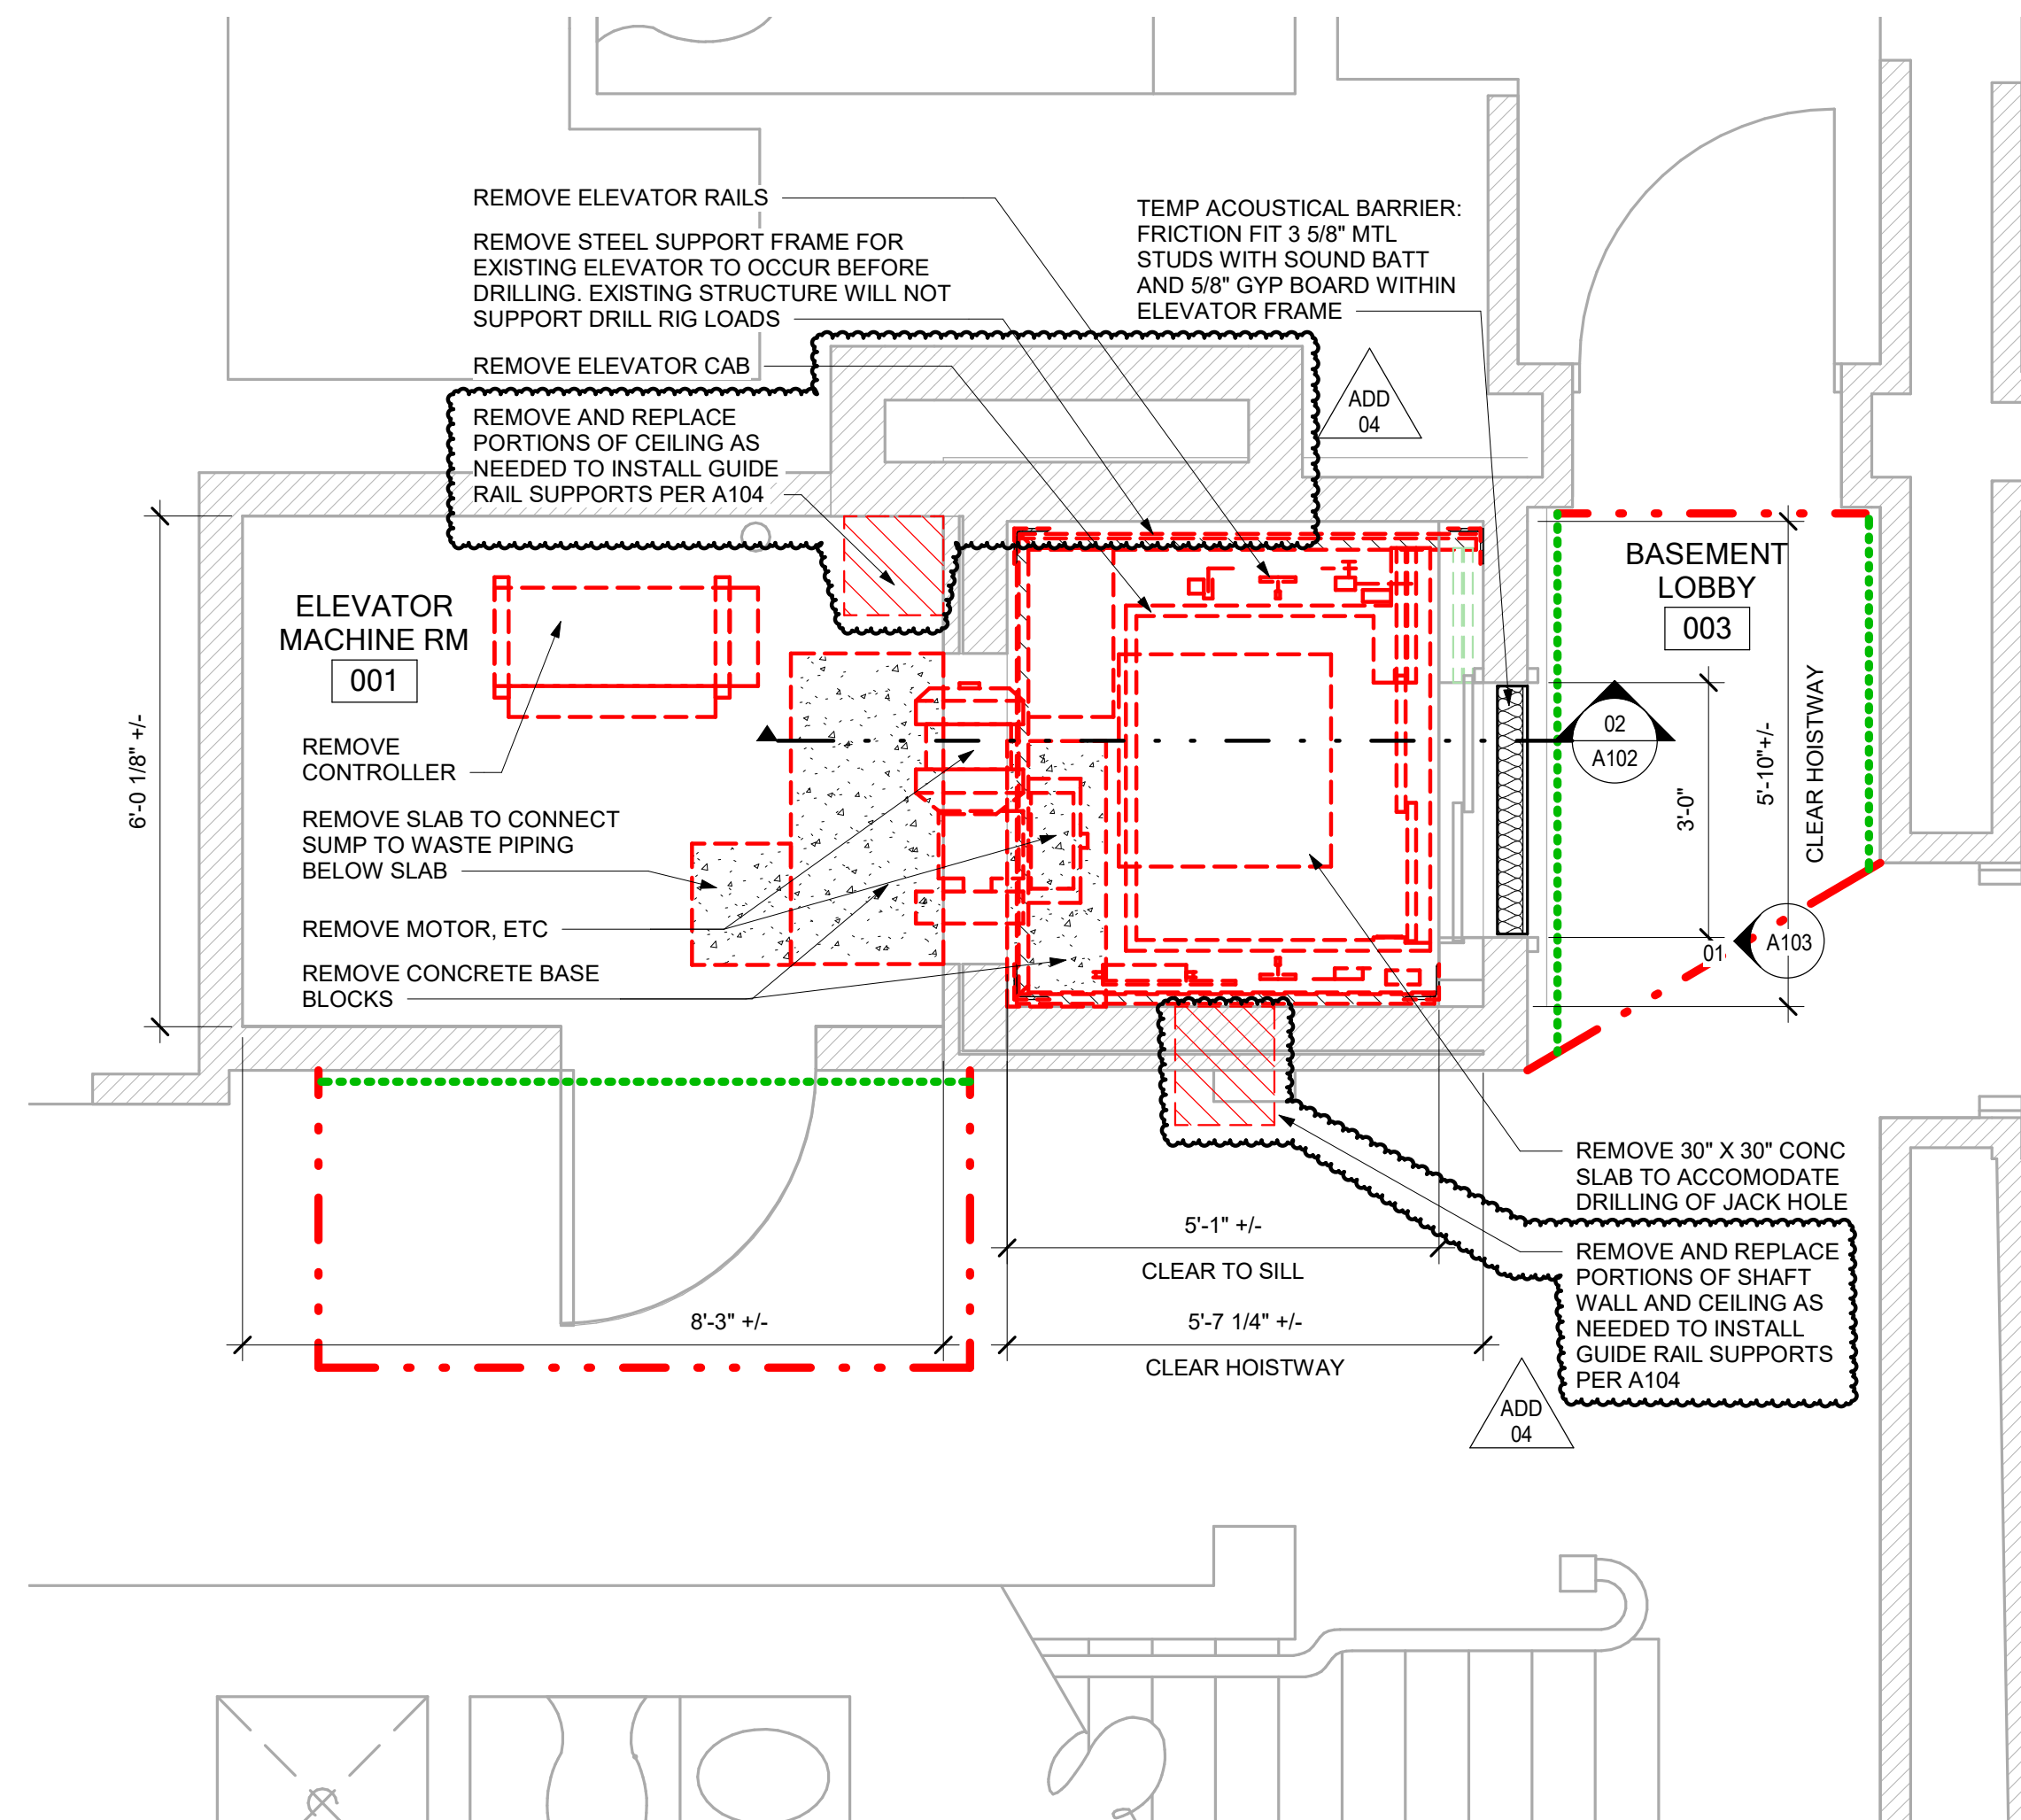 REMOVE ELEVATOR RAILS
REMOVE STEEL SUPPORT FRAME FOR
EXISTING ELEVATOR TO OCCUR BEFORE
DRILLING. EXISTING STRUCTURE WILL NOT
SUPPORT DRILL RIG LOADS
REMOVE ELEVATOR CAB
REMOVE AND REPLACE
PORTIONS OF CEILING AS
NEEDED TO INSTALL GUIDE
RAIL SUPPORTS PER A104
TEMP ACOUSTICAL BARRIER:
FRICTION FIT 3 5/8" MTL
STUDS WITH SOUND BATT
AND 5/8" GYP BOARD WITHIN
ELEVATOR FRAME
ADD
04
ELEVATOR
MACHINE RM
001
BASEMENT
LOBBY
003
6'-0 1/8" +/-
REMOVE
CONTROLLER
REMOVE SLAB TO CONNECT
SUMP TO WASTE PIPING
BELOW SLAB
REMOVE MOTOR, ETC
REMOVE CONCRETE BASE
BLOCKS
02
A102
3'-0"
5'-10"+/-
CLEAR HOISTWAY
01
A103
REMOVE 30" X 30" CONC
SLAB TO ACCOMODATE
DRILLING OF JACK HOLE
REMOVE AND REPLACE
PORTIONS OF SHAFT
WALL AND CEILING AS
NEEDED TO INSTALL
GUIDE RAIL SUPPORTS
PER A104
5'-1" +/-
CLEAR TO SILL
8'-3" +/-
5'-7 1/4" +/-
CLEAR HOISTWAY
ADD
04